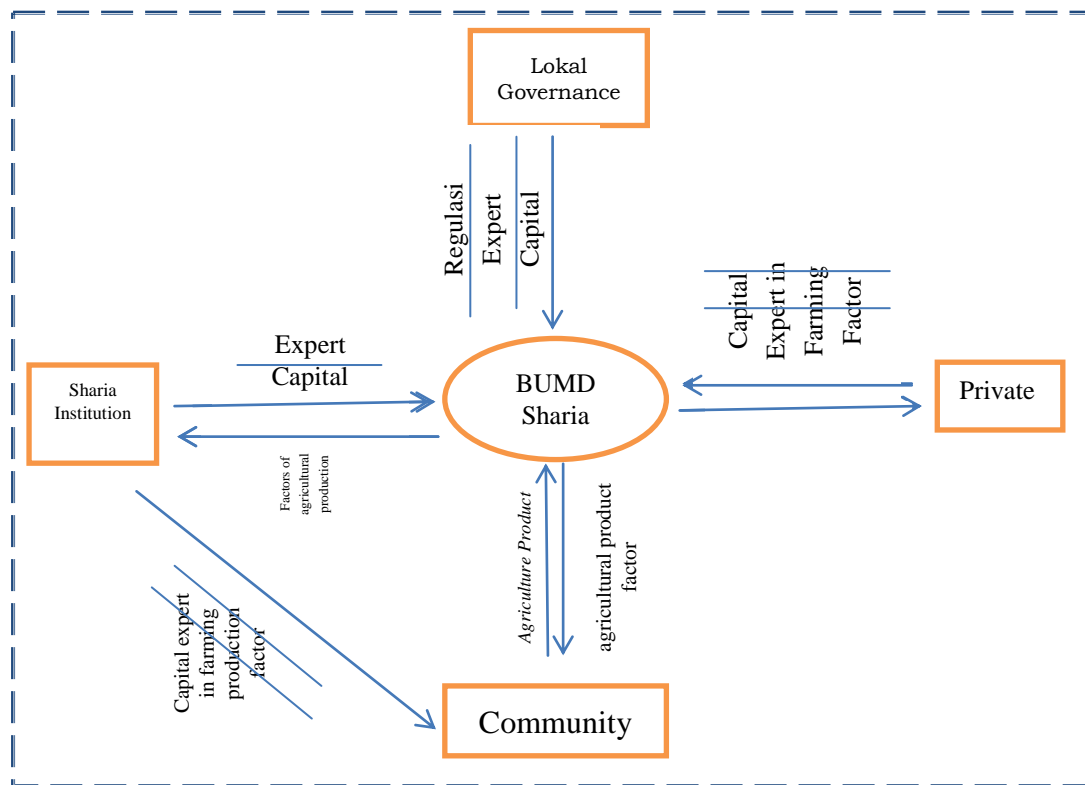 Lokal
Governance
Regulasi
Expert
Capital
Capital
Expert in
Farming
Factor
Expert
Capital
Sharia
Institution
BUMD
Sharia
Private
Factors of
agricultural
production
Agriculture Product
agricultural product
factor
Capital expert
in farming
production
factor
Community